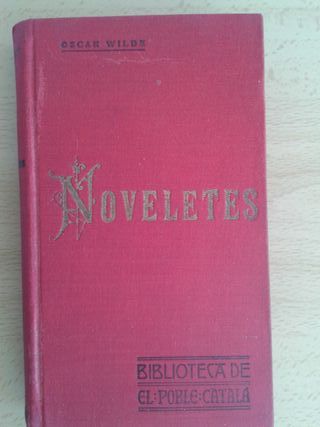 OSCAR WILDE
NOVELETES
BIBLIOTECA DE
EL POBLE CATALÀ